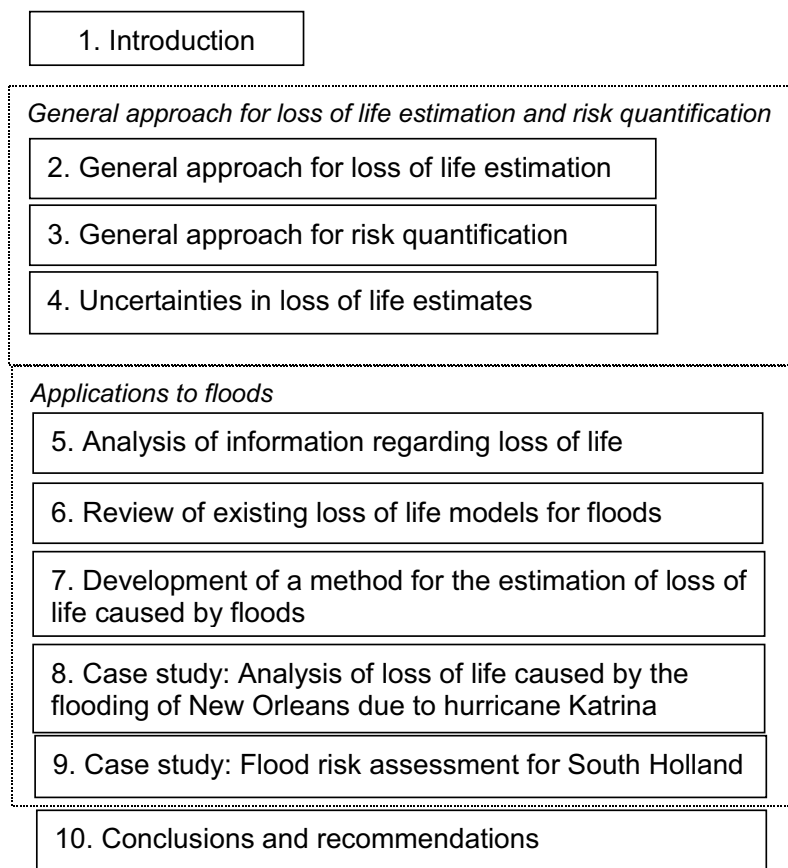 1. Introduction
General approach for loss of life estimation and risk quantification
2. General approach for loss of life estimation
3. General approach for risk quantification
4. Uncertainties in loss of life estimates
Applications to floods
5. Analysis of information regarding loss of life
6. Review of existing loss of life models for floods
7. Development of a method for the estimation of loss of
life caused by floods
8. Case study: Analysis of loss of life caused by the
flooding of New Orleans due to hurricane Katrina
9. Case study: Flood risk assessment for South Holland
10. Conclusions and recommendations